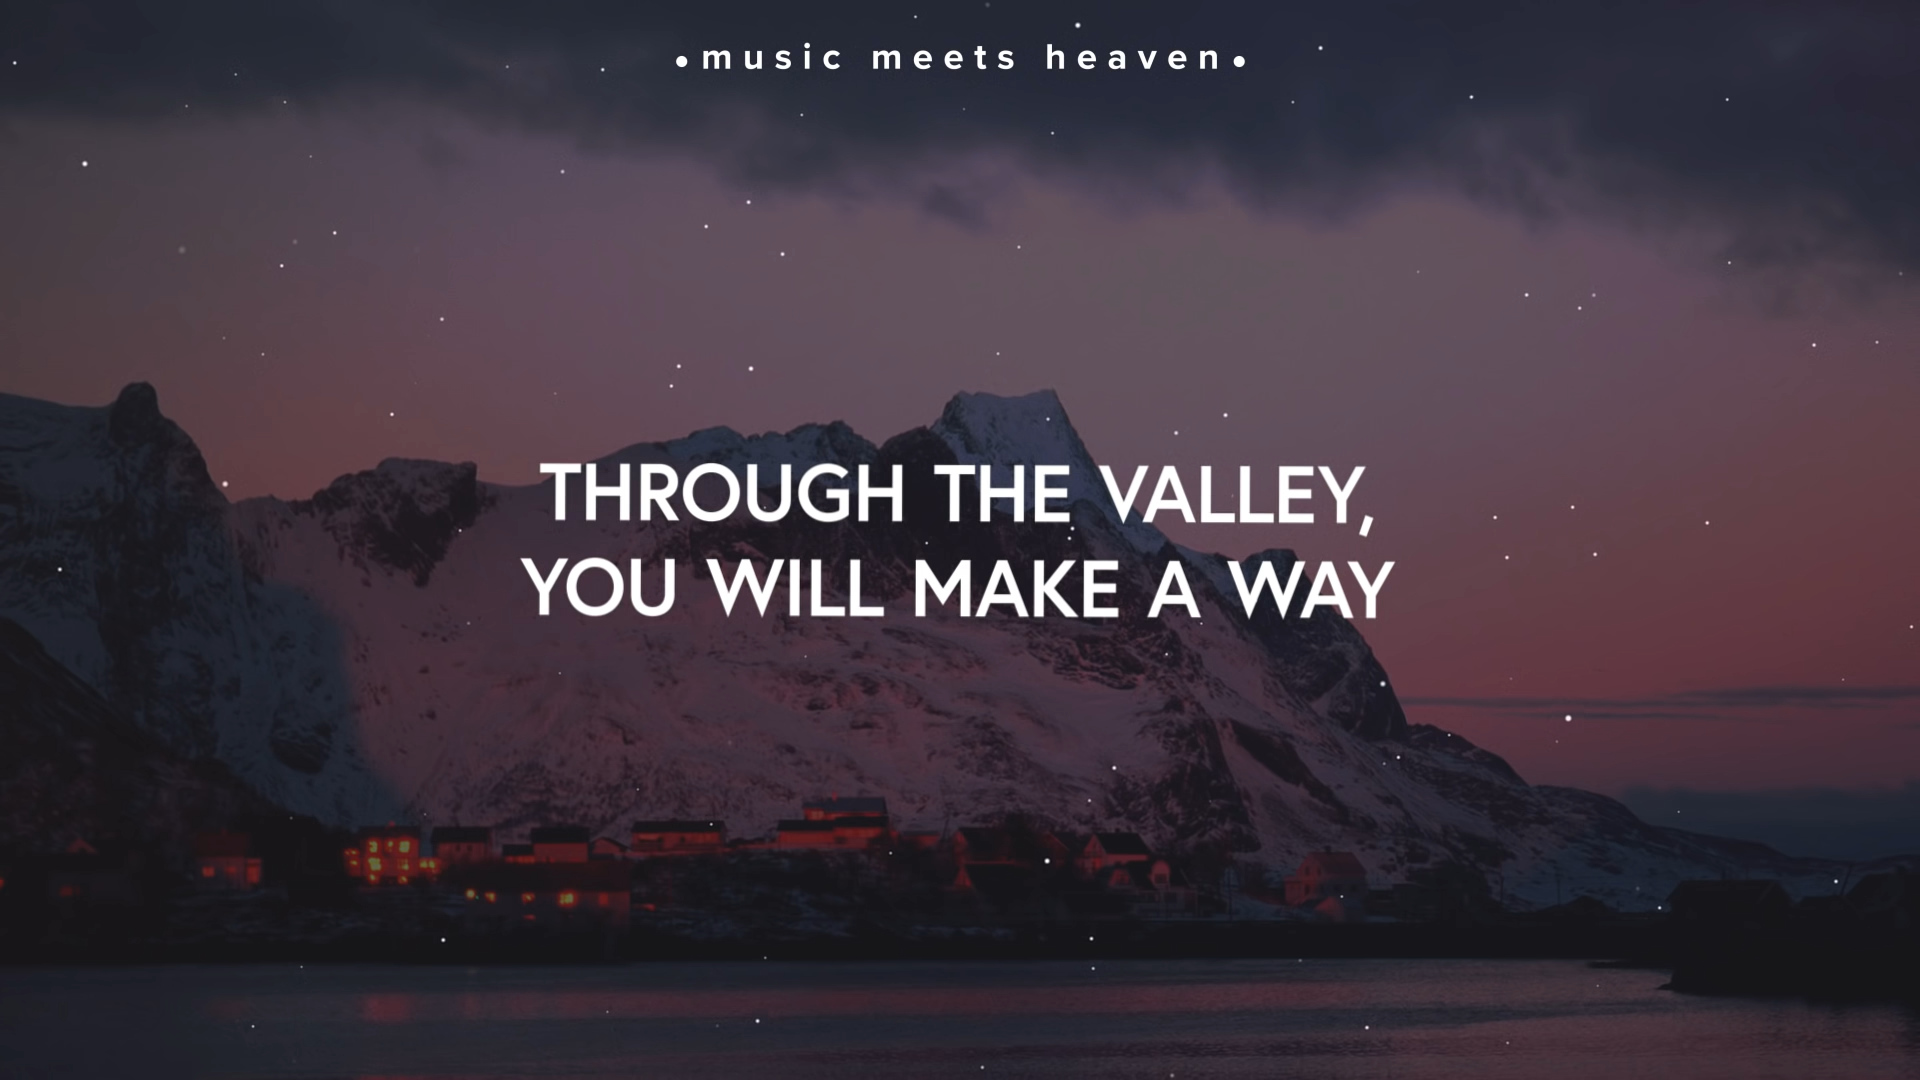 •music meets heaven•
THROUGH THE VALLEY,
YOU WILL MAKE A WAY